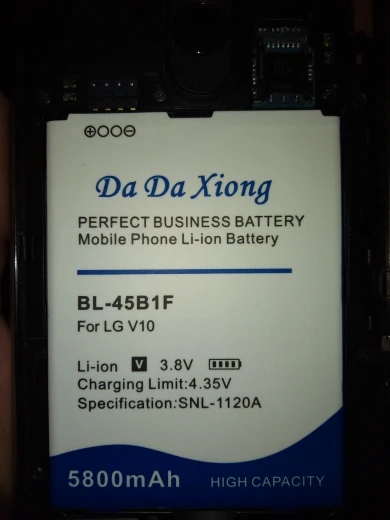 ⊕○○⊖
Da Da Xiong
PERFECT BUSINESS BATTERY
Mobile Phone Li-ion Battery
BL-45B1F
For LG V10
Li-ion V 3.8V
Charging Limit:4.35V
Specification:SNL-1120A
5800mAh HIGH CAPACITY